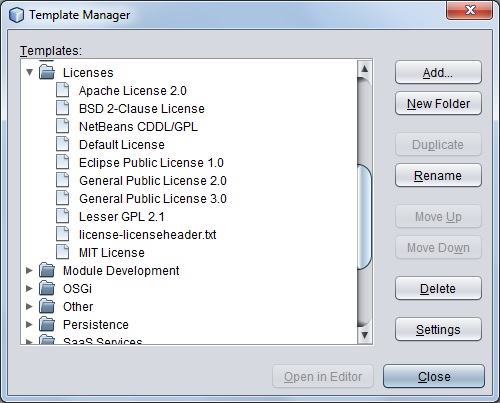 Template Manager
Templates:
Licenses
Apache License 2.0
BSD 2-Clause License
NetBeans CDDL/GPL
Default License
Eclipse Public License 1.0
General Public License 2.0
General Public License 3.0
Lesser GPL 2.1
license-licenseheader.txt
MIT License
Module Development
OSGi
Other
Persistence
SaaS Services
Add...
New Folder
Duplicate
Rename
Move Up
Move Down
Delete
Settings
Open in Editor
Close